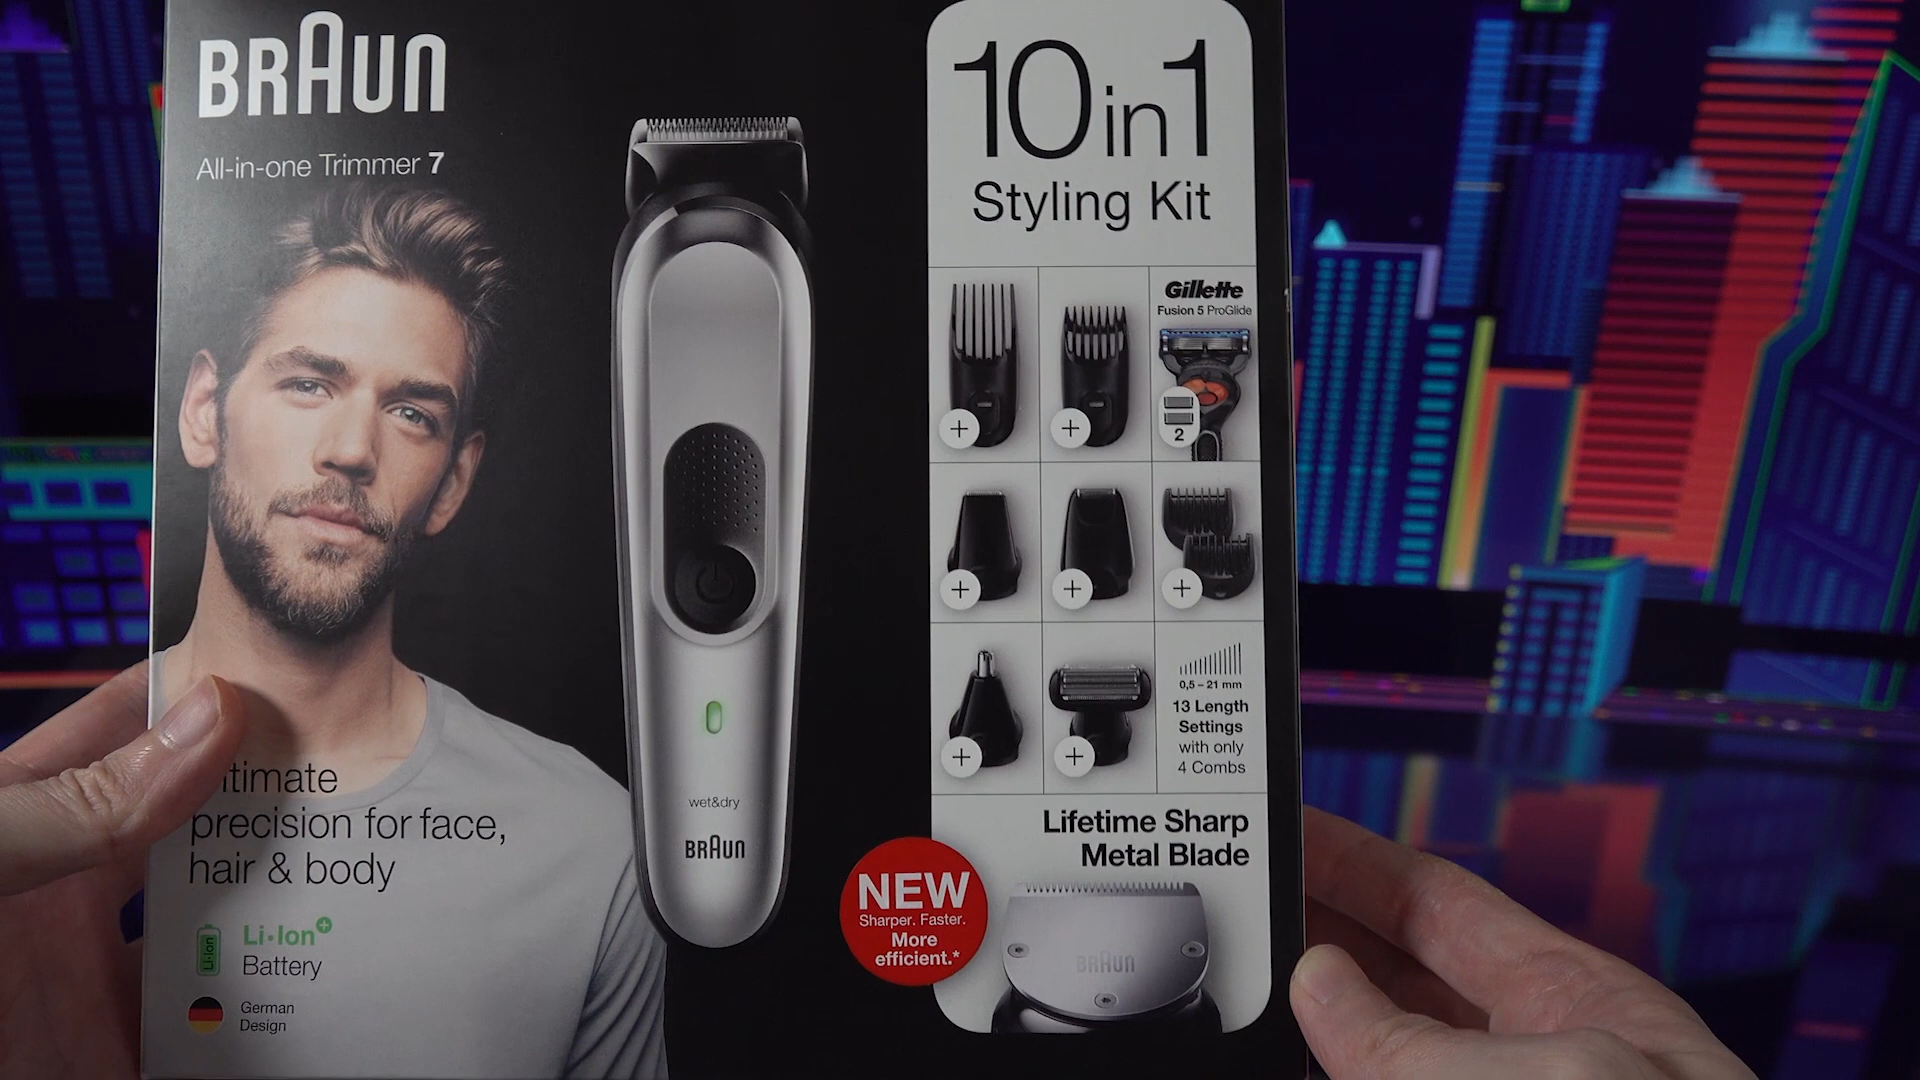 BRAUN
All-in-one Trimmer 7
precision for face,
hair & body
Li-Ion
Li·Ion+
Battery
German
Design
wet&dry
BRAUN
10in1
Styling Kit
Gillette
Fusion 5 ProGlide
2
0,5 – 21 mm
13 Length
Settings
with only
4 Combs
Lifetime Sharp
Metal Blade
NEW
Sharper. Faster.
More
efficient.*
BRAUN